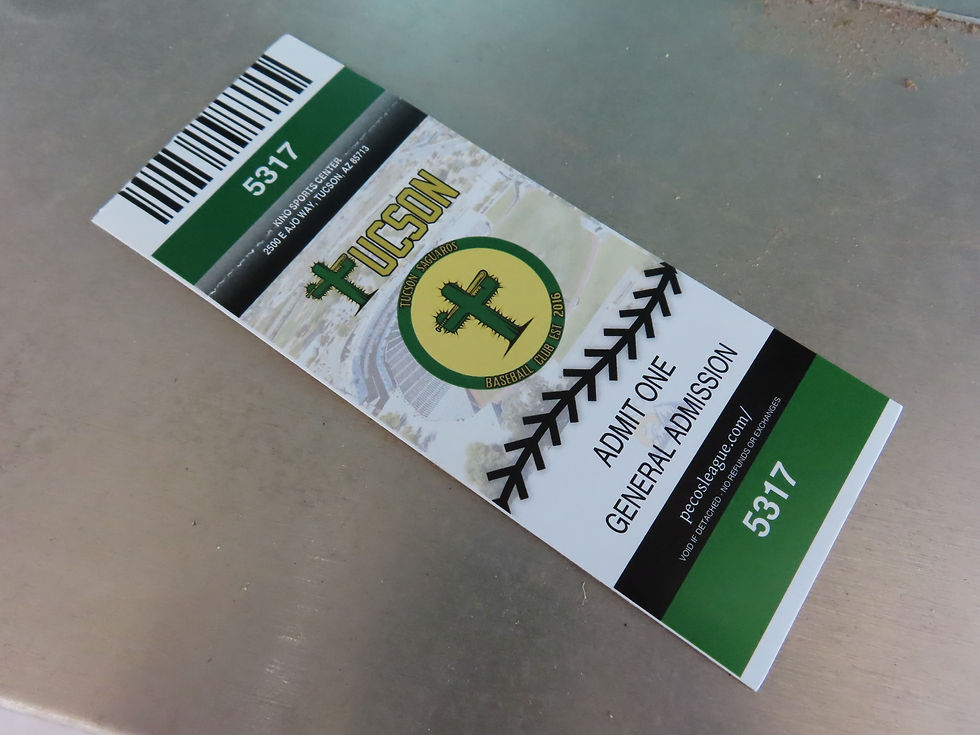 5317
KINO SPORTS CENTER
2500 E AJO WAY, TUCSON, AZ 85713
TUCSON
TUCSON SAGUAROS
BASEBALL CLUB EST 2016
ADMIT ONE
GENERAL ADMISSION
pecosleague.com/
VOID IF DETACHED - NO REFUNDS OR EXCHANGES
5317